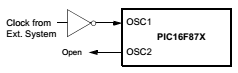 Clock from
Ext. System
OSC1
PIC16F87X
Open
OSC2